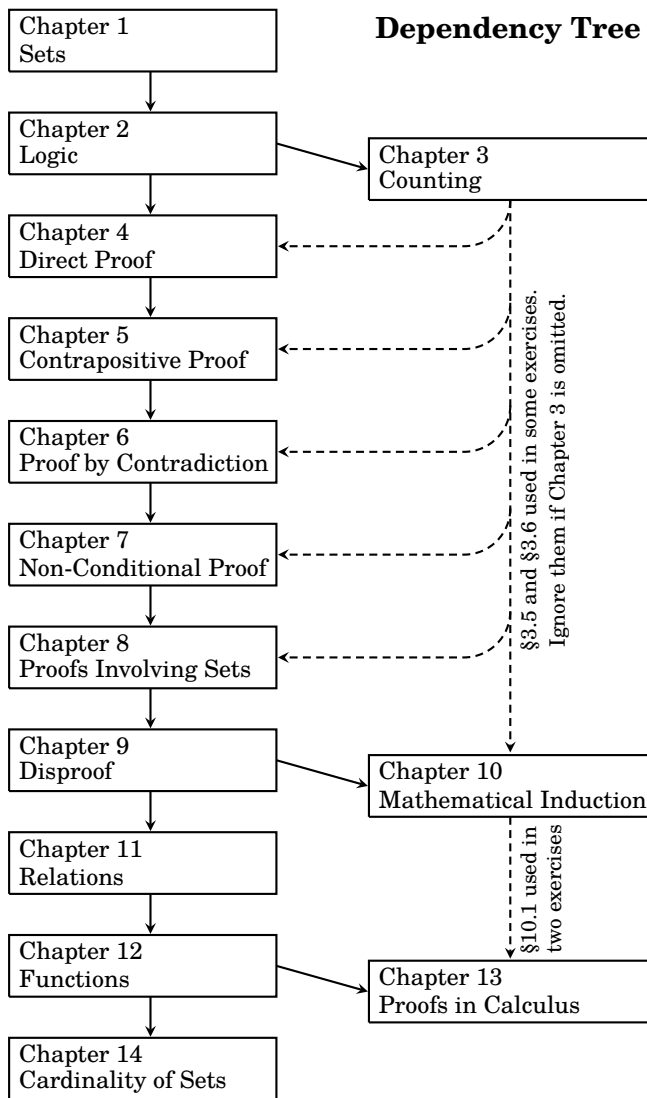 Dependency Tree
Chapter 1
Sets
Chapter 2
Logic
Chapter 3
Counting
Chapter 4
Direct Proof
Chapter 5
Contrapositive Proof
Chapter 6
Proof by Contradiction
Chapter 7
Non-Conditional Proof
Chapter 8
Proofs Involving Sets
§3.5 and §3.6 used in some exercises.
Ignore them if Chapter 3 is omitted.
Chapter 9
Disproof
Chapter 10
Mathematical Induction
Chapter 11
Relations
§10.1 used in
two exercises
Chapter 12
Functions
Chapter 13
Proofs in Calculus
Chapter 14
Cardinality of Sets